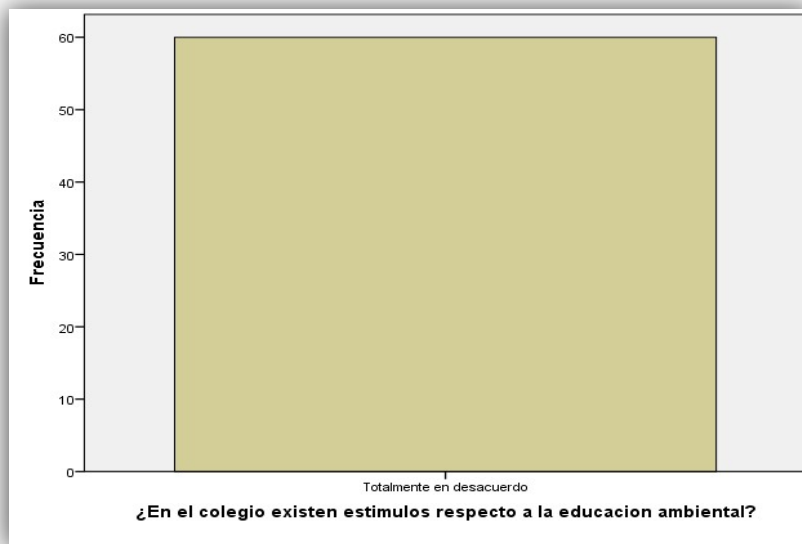 60
50
40
30
20
10
0
Frecuencia
Totalmente en desacuerdo
¿En el colegio existen estimulos respecto a la educacion ambiental?